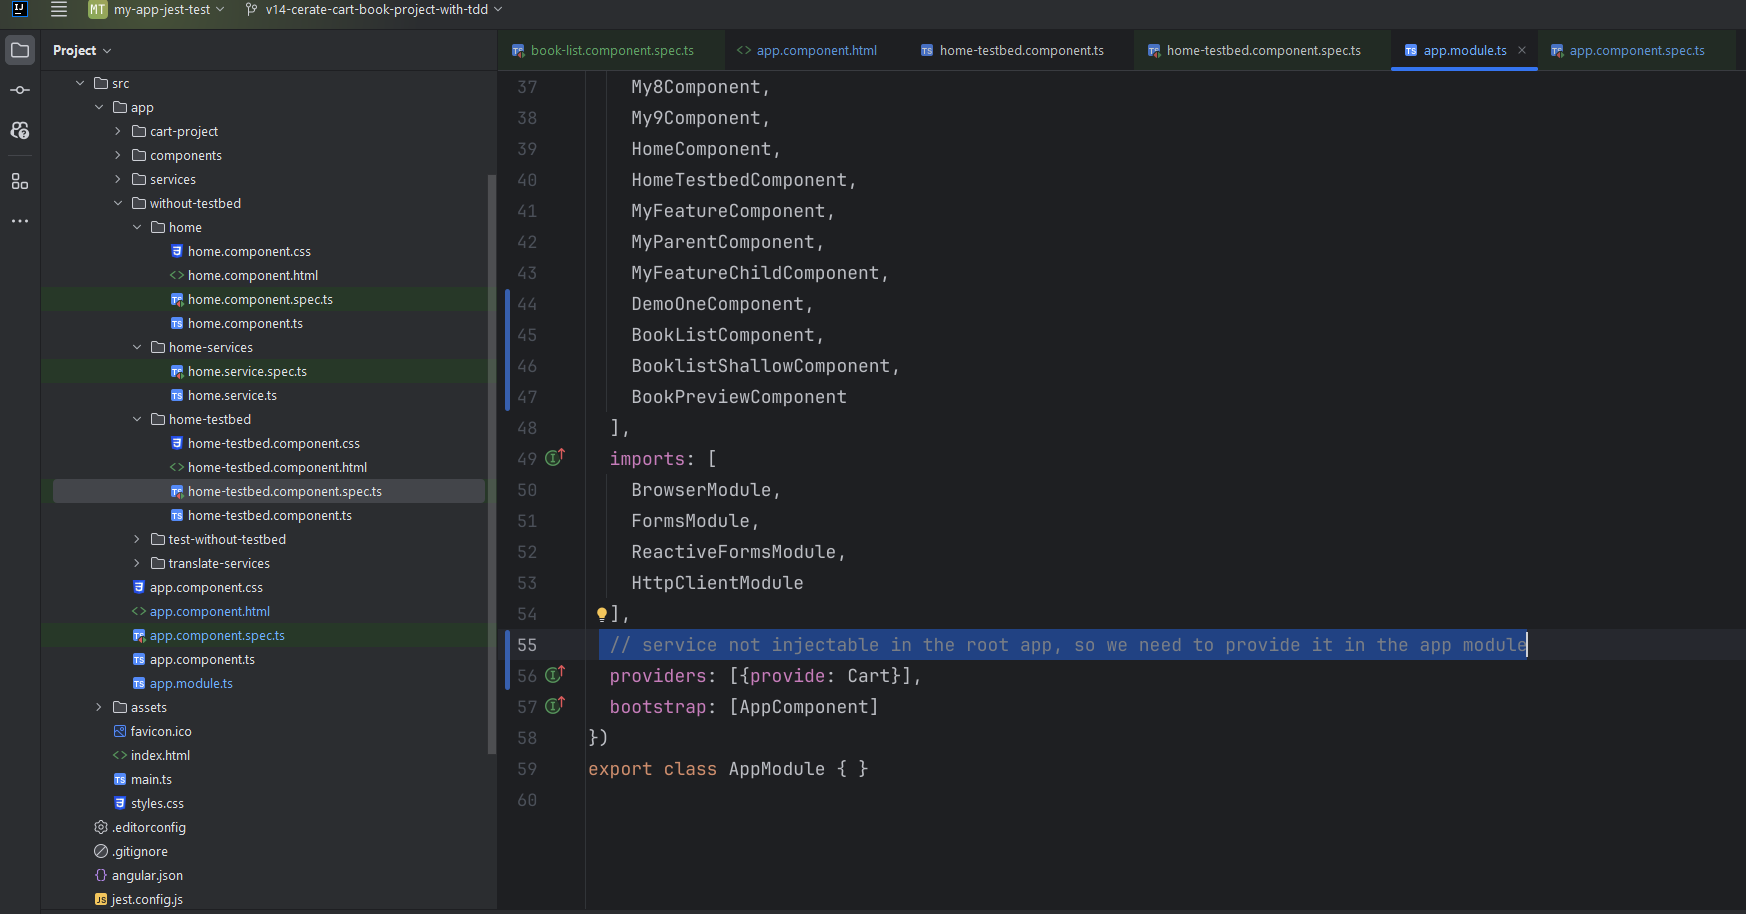 IJ
MT my-app-jest-test v14-cerate-cart-book-project-with-tdd
Project
src
app
cart-project
components
services
without-testbed
home
home.component.css
home.component.html
home.component.spec.ts
home.component.ts
home-services
home.service.spec.ts
home.service.ts
home-testbed
home-testbed.component.css
home-testbed.component.html
home-testbed.component.spec.ts
home-testbed.component.ts
test-without-testbed
translate-services
app.component.css
app.component.html
app.component.spec.ts
app.component.ts
app.module.ts
assets
favicon.ico
index.html
main.ts
styles.css
.editorconfig
.gitignore
angular.json
jest.config.js
book-list.component.spec.ts app.component.html home-testbed.component.ts home-testbed.component.spec.ts app.module.ts app.component.spec.ts
37 My8Component,
38 My9Component,
39 HomeComponent,
40 HomeTestbedComponent,
41 MyFeatureComponent,
42 MyParentComponent,
43 MyFeatureChildComponent,
44 DemoOneComponent,
45 BookListComponent,
46 BooklistShallowComponent,
47 BookPreviewComponent
48 ],
49 imports: [
50 BrowserModule,
51 FormsModule,
52 ReactiveFormsModule,
53 HttpClientModule
54 ],
55 // service not injectable in the root app, so we need to provide it in the app module
56 providers: [{provide: Cart}],
57 bootstrap: [AppComponent]
58 })
59 export class AppModule { }
60